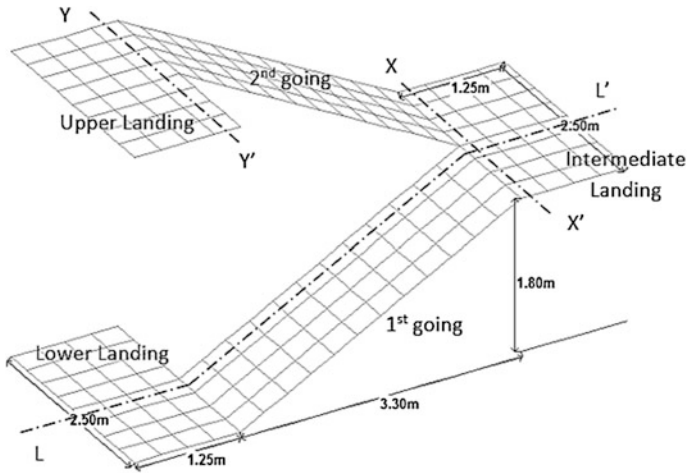 Y
2nd going
X
1.25m
L'
2.50m
Upper Landing
Y'
Intermediate
Landing
X'
1.80m
1st going
Lower Landing
3.30m
2.50m
L
1.25m